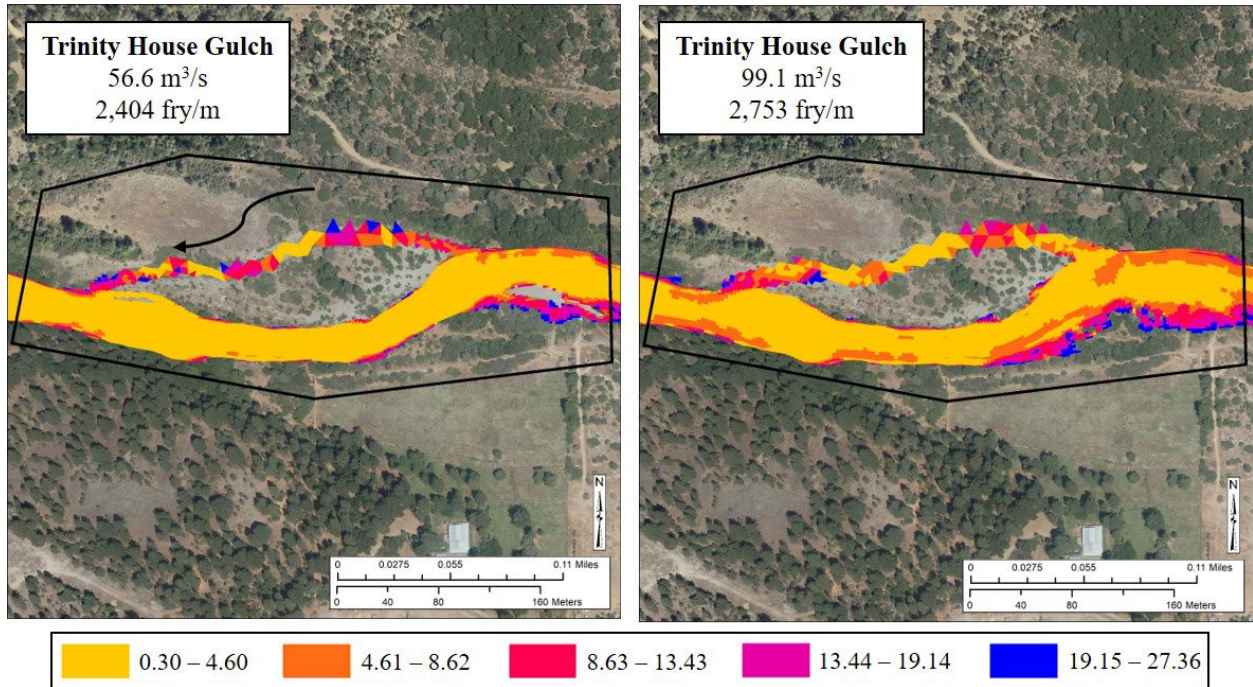 Trinity House Gulch
56.6 m³/s
2,404 fry/m
Trinity House Gulch
99.1 m³/s
2,753 fry/m
N
0 0.0275 0.055 0.11 Miles
0 40 80 160 Meters
N
0 0.0275 0.055 0.11 Miles
0 40 80 160 Meters
0.30 – 4.60 4.61 – 8.62 8.63 – 13.43 13.44 – 19.14 19.15 – 27.36